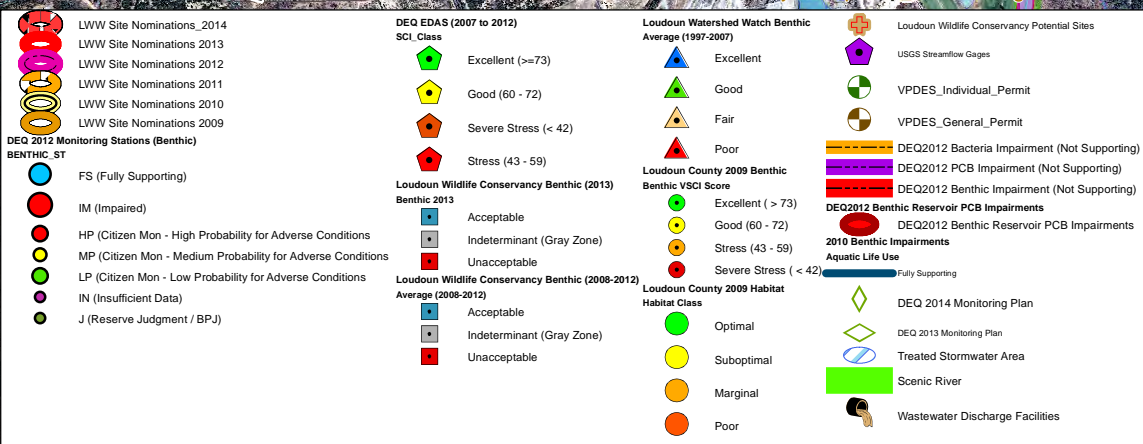 LWW Site Nominations_2014
LWW Site Nominations 2013
LWW Site Nominations 2012
LWW Site Nominations 2011
LWW Site Nominations 2010
LWW Site Nominations 2009
DEQ 2012 Monitoring Stations (Benthic)
BENTHIC_ST
FS (Fully Supporting)
IM (Impaired)
HP (Citizen Mon - High Probability for Adverse Conditions
MP (Citizen Mon - Medium Probability for Adverse Conditions
LP (Citizen Mon - Low Probability for Adverse Conditions
IN (Insufficient Data)
J (Reserve Judgment / BPJ)
DEQ EDAS (2007 to 2012)
SCI_Class
Excellent (>=73)
Good (60 - 72)
Severe Stress (< 42)
Stress (43 - 59)
Loudoun Wildlife Conservancy Benthic (2013)
Benthic 2013
Acceptable
Indeterminant (Gray Zone)
Unacceptable
Loudoun Wildlife Conservancy Benthic (2008-2012)
Average (2008-2012)
Acceptable
Indeterminant (Gray Zone)
Unacceptable
Loudoun Watershed Watch Benthic
Average (1997-2007)
Excellent
Good
Fair
Poor
Loudoun County 2009 Benthic
Benthic VSCI Score
Excellent ( > 73)
Good (60 - 72)
Stress (43 - 59)
Severe Stress ( < 42)
Loudoun County 2009 Habitat
Habitat Class
Optimal
Suboptimal
Marginal
Poor
Loudoun Wildlife Conservancy Potential Sites
USGS Streamflow Gages
VPDES_Individual_Permit
VPDES_General_Permit
DEQ2012 Bacteria Impairment (Not Supporting)
DEQ2012 PCB Impairment (Not Supporting)
DEQ2012 Benthic Impairment (Not Supporting)
DEQ2012 Benthic Reservoir PCB Impairments
DEQ2012 Benthic Reservoir PCB Impairments
2010 Benthic Impairments
Aquatic Life Use
Fully Supporting
DEQ 2014 Monitoring Plan
DEQ 2013 Monitoring Plan
Treated Stormwater Area
Scenic River
Wastewater Discharge Facilities